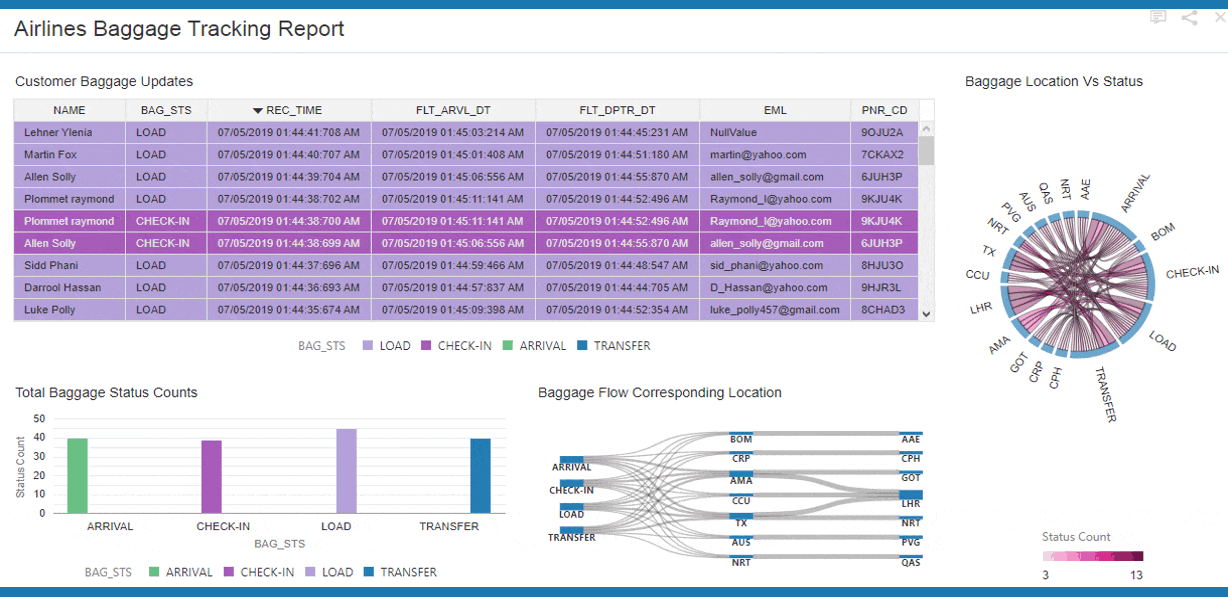 Airlines Baggage Tracking Report
Customer Baggage Updates
NAME BAG_STS REC_TIME FLT_ARVL_DT FLT_DPTR_DT EML PNR_CD
Lehner Ylenia LOAD 07/05/2019 01:44:41:708 AM 07/05/2019 01:45:03:214 AM 07/05/2019 01:44:45:231 AM NullValue 9OJU2A
Martin Fox LOAD 07/05/2019 01:44:40:707 AM 07/05/2019 01:45:01:408 AM 07/05/2019 01:44:51:180 AM martin@yahoo.com 7CKAX2
Allen Solly LOAD 07/05/2019 01:44:39:704 AM 07/05/2019 01:45:06:556 AM 07/05/2019 01:44:55:870 AM allen_solly@gmail.com 6JUH3P
Plommet raymond LOAD 07/05/2019 01:44:38:702 AM 07/05/2019 01:45:11:141 AM 07/05/2019 01:44:52:496 AM Raymond_l@yahoo.com 9KJU4K
Plommet raymond CHECK-IN 07/05/2019 01:44:38:700 AM 07/05/2019 01:45:11:141 AM 07/05/2019 01:44:52:496 AM Raymond_l@yahoo.com 9KJU4K
Allen Solly CHECK-IN 07/05/2019 01:44:38:699 AM 07/05/2019 01:45:06:556 AM 07/05/2019 01:44:55:870 AM allen_solly@gmail.com 6JUH3P
Sidd Phani LOAD 07/05/2019 01:44:37:696 AM 07/05/2019 01:44:59:466 AM 07/05/2019 01:44:48:547 AM sid_phani@yahoo.com 8HJU3O
Darrool Hassan LOAD 07/05/2019 01:44:36:693 AM 07/05/2019 01:44:57:837 AM 07/05/2019 01:44:44:705 AM D_Hassan@yahoo.com 9HJR3L
Luke Polly LOAD 07/05/2019 01:44:35:674 AM 07/05/2019 01:45:09:398 AM 07/05/2019 01:44:52:354 AM luke_polly457@gmail.com 8CHAD3
BAG_STS LOAD CHECK-IN ARRIVAL TRANSFER
Baggage Location Vs Status
AAE
ARRIVAL
BOM
CHECK-IN
LOAD
TRANSFER
CPH
CRP
GOT
AMA
LHR
CCU
TX
NRT
PVG
AUS
QAS
NRT
Status Count
3 13
Total Baggage Status Counts
Status Count
50
40
30
20
10
0
ARRIVAL CHECK-IN LOAD TRANSFER
BAG_STS
BAG_STS ARRIVAL CHECK-IN LOAD TRANSFER
Baggage Flow Corresponding Location
ARRIVAL
CHECK-IN
LOAD
TRANSFER
BOM
CRP
AMA
CCU
TX
AUS
NRT
AAE
CPH
GOT
LHR
NRT
PVG
QAS